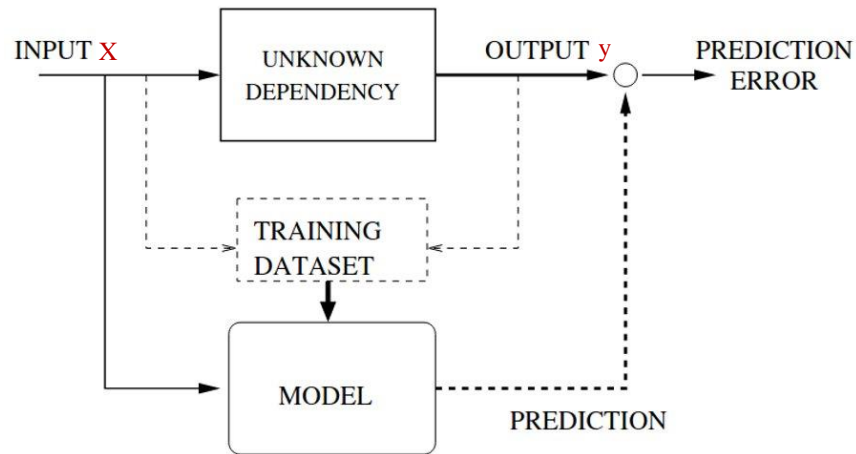 INPUT X
UNKNOWN
DEPENDENCY
OUTPUT y
PREDICTION
ERROR
TRAINING
DATASET
MODEL
PREDICTION